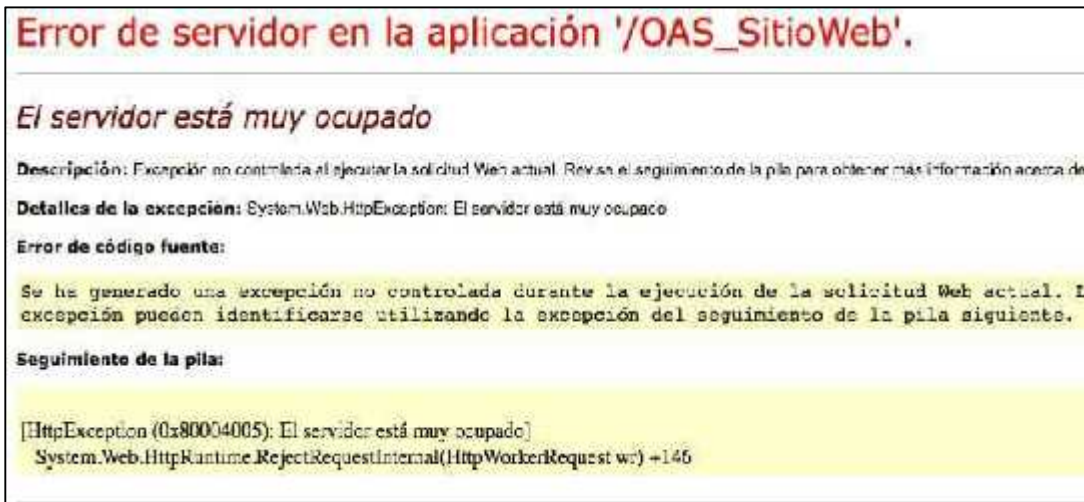 Error de servidor en la aplicación '/OAS_SitioWeb'.
El servidor está muy ocupado
Descripción: Excepción no controlada al ejecutar la solicitud Web actual. Revise el seguimiento de la pila para obtener más información acerca de
Detalles de la excepción: System.Web.HttpException: El servidor está muy ocupado
Error de código fuente:
Se ha generado una excepción no controlada durante la ejecución de la solicitud Web actual.
excepción pueden identificarse utilizando la excepción del seguimiento de la pila siguiente.
Seguimiento de la pila:
[HttpException (0x80004005): El servidor está muy ocupado]
System.Web.HttpRuntime.RejectRequestInternal(HttpWorkerRequest wr) +146